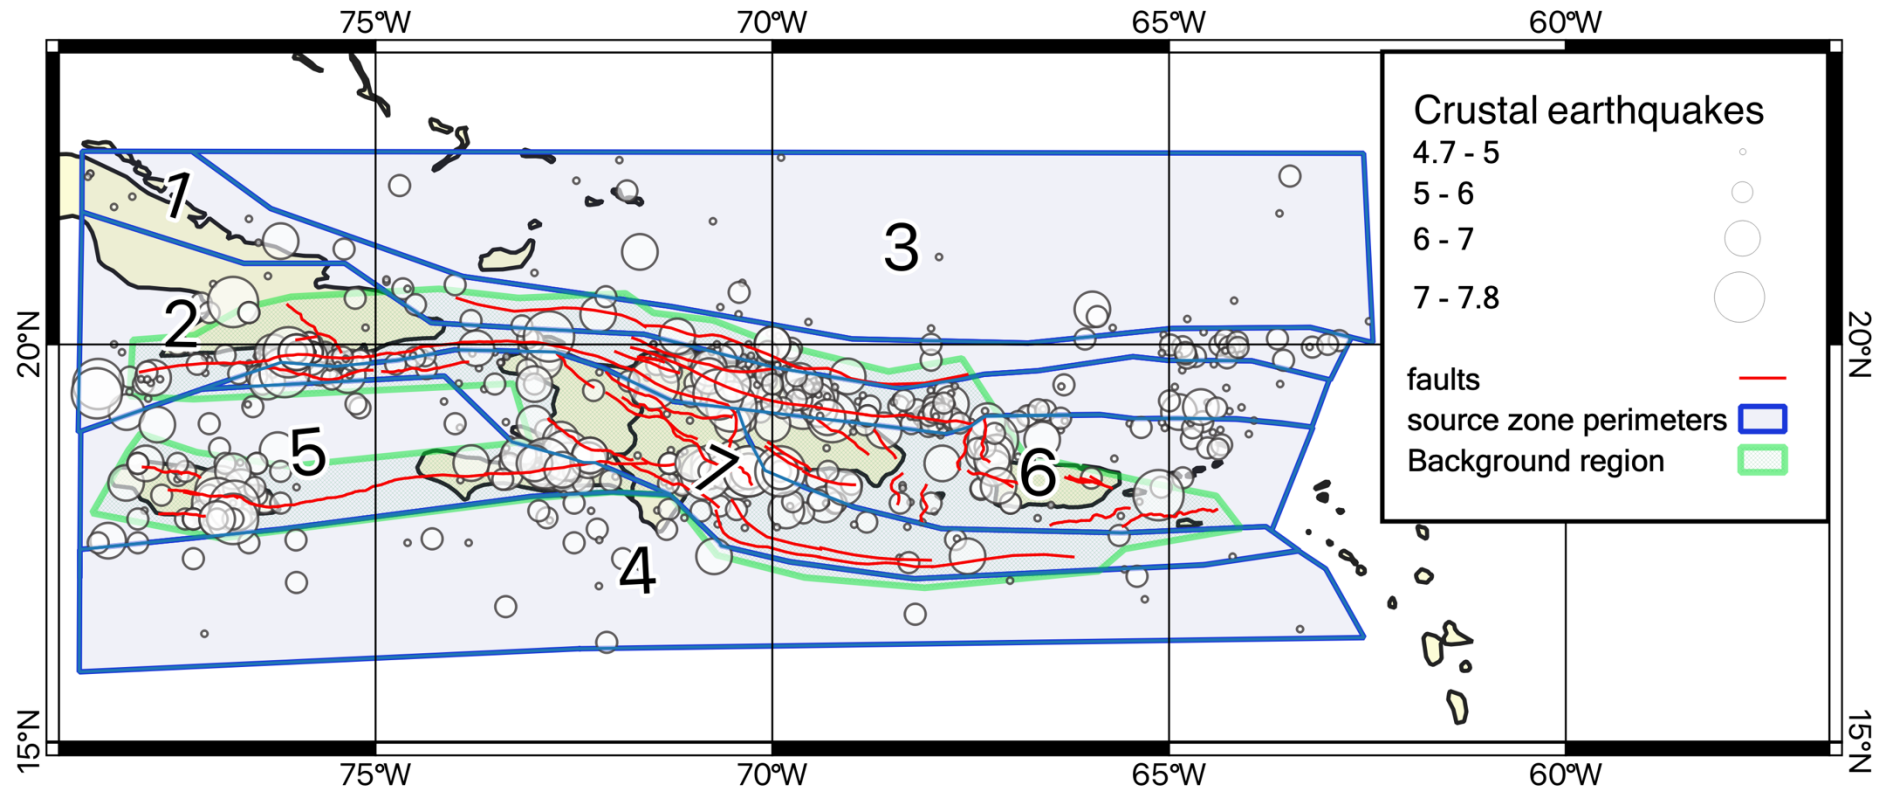 75°W 70°W 65°W 60°W
Crustal earthquakes
4.7 - 5
5 - 6
6 - 7
7 - 7.8
faults
source zone perimeters
Background region
1
3
2
20°N
20°N
5
7
6
4
15°N
15°N
75°W 70°W 65°W 60°W